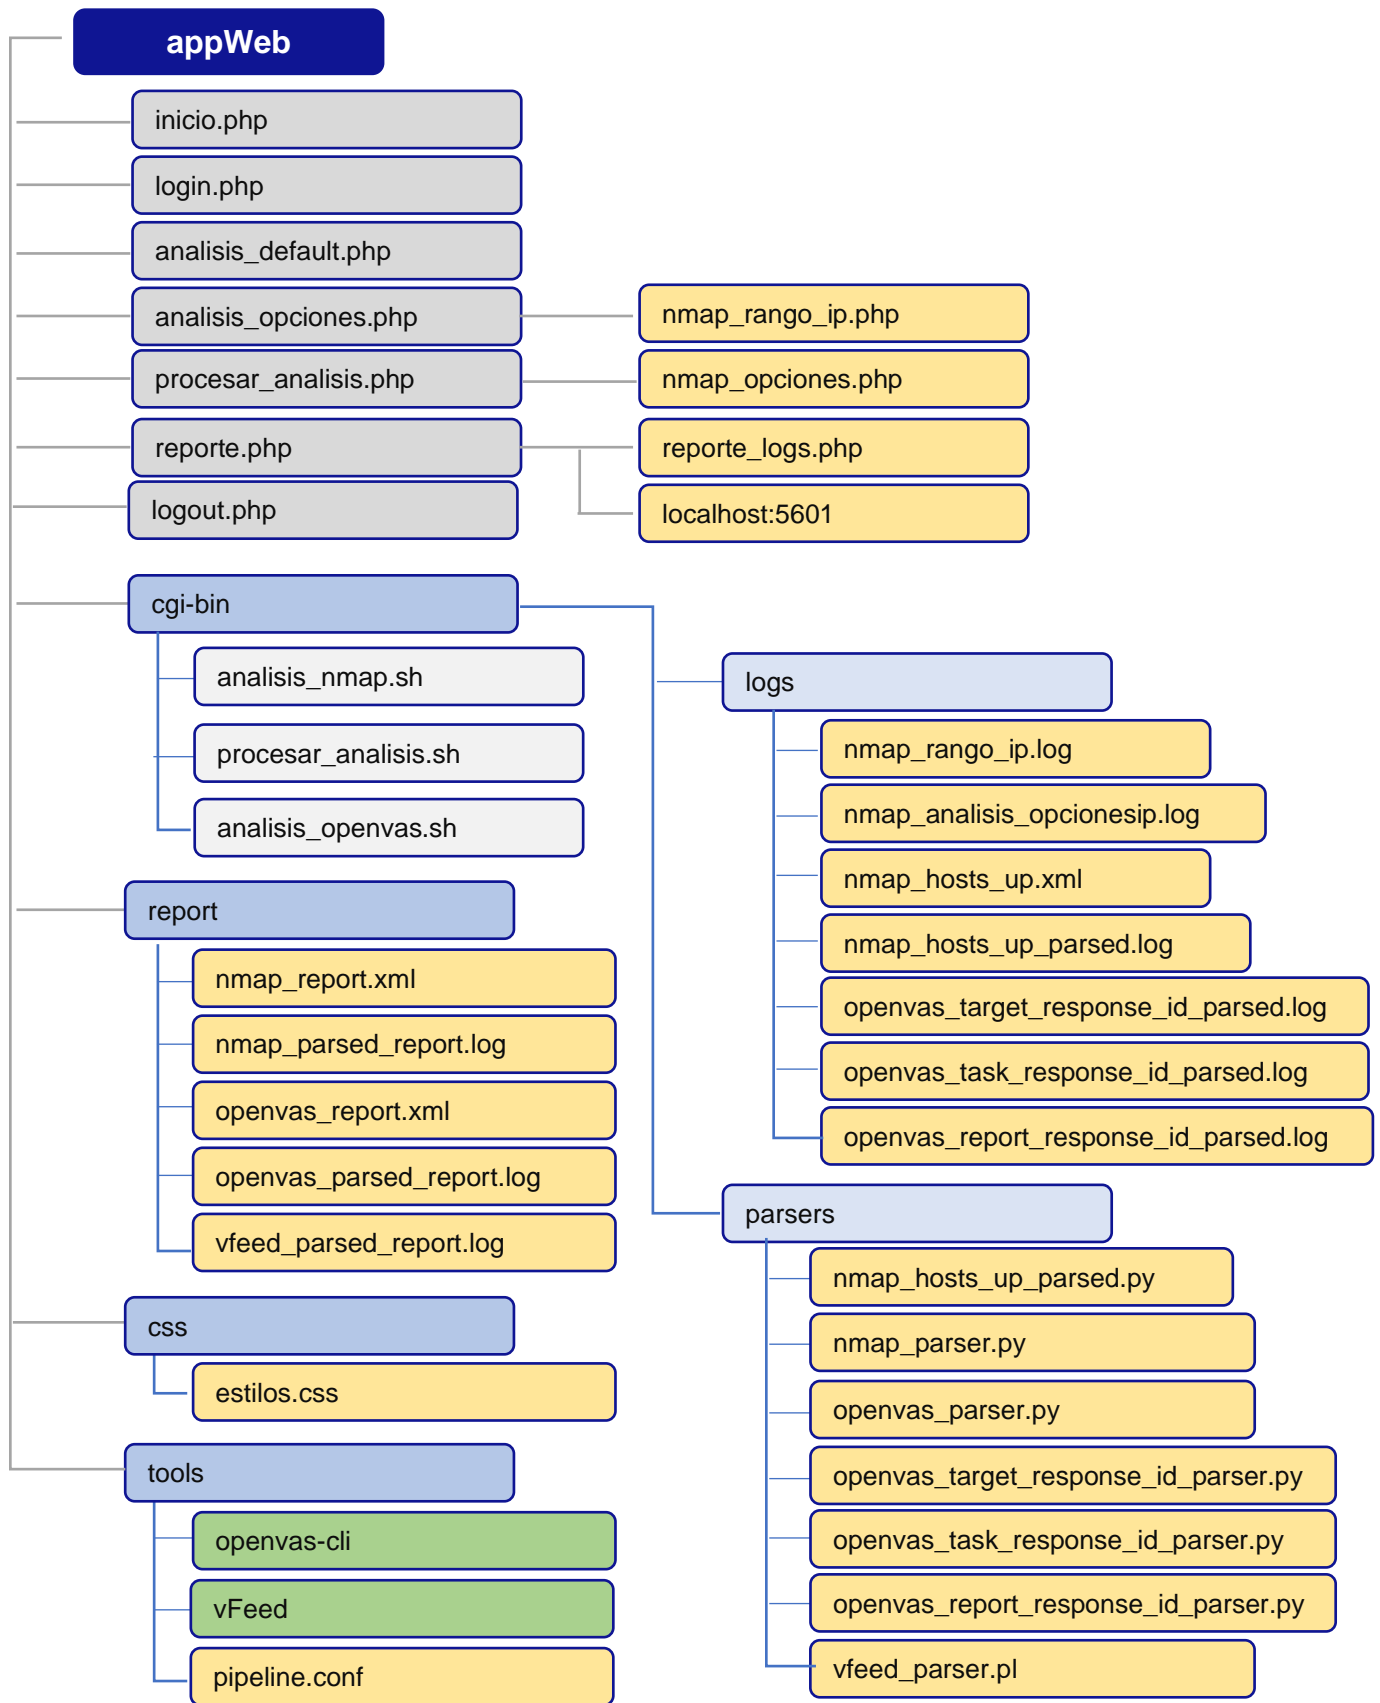 appWeb
inicio.php
login.php
analisis_default.php
analisis_opciones.php
nmap_rango_ip.php
procesar_analisis.php
nmap_opciones.php
reporte.php
reporte_logs.php
logout.php
localhost:5601
cgi-bin
analisis_nmap.sh
procesar_analisis.sh
analisis_openvas.sh
logs
nmap_rango_ip.log
nmap_analisis_opcionesip.log
nmap_hosts_up.xml
nmap_hosts_up_parsed.log
openvas_target_response_id_parsed.log
openvas_task_response_id_parsed.log
openvas_report_response_id_parsed.log
parsers
nmap_hosts_up_parsed.py
nmap_parser.py
openvas_parser.py
openvas_target_response_id_parser.py
openvas_task_response_id_parser.py
openvas_report_response_id_parser.py
vfeed_parser.pl
report
nmap_report.xml
nmap_parsed_report.log
openvas_report.xml
openvas_parsed_report.log
vfeed_parsed_report.log
css
estilos.css
tools
openvas-cli
vFeed
pipeline.conf